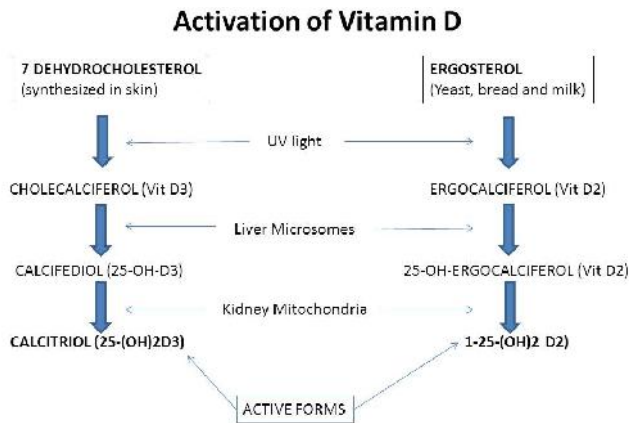 Activation of Vitamin D
7 DEHYDROCHOLESTEROL
(synthesized in skin)
ERGOSTEROL
(Yeast, bread and milk)
UV light
CHOLECALCIFEROL (Vit D3)
ERGOCALCIFEROL (Vit D2)
Liver Microsomes
CALCIFEDIOL (25-OH-D3)
25-OH-ERGOCALCIFEROL (Vit D2)
Kidney Mitochondria
CALCITRIOL (25-(OH)2D3)
1-25-(OH)2 D2)
ACTIVE FORMS